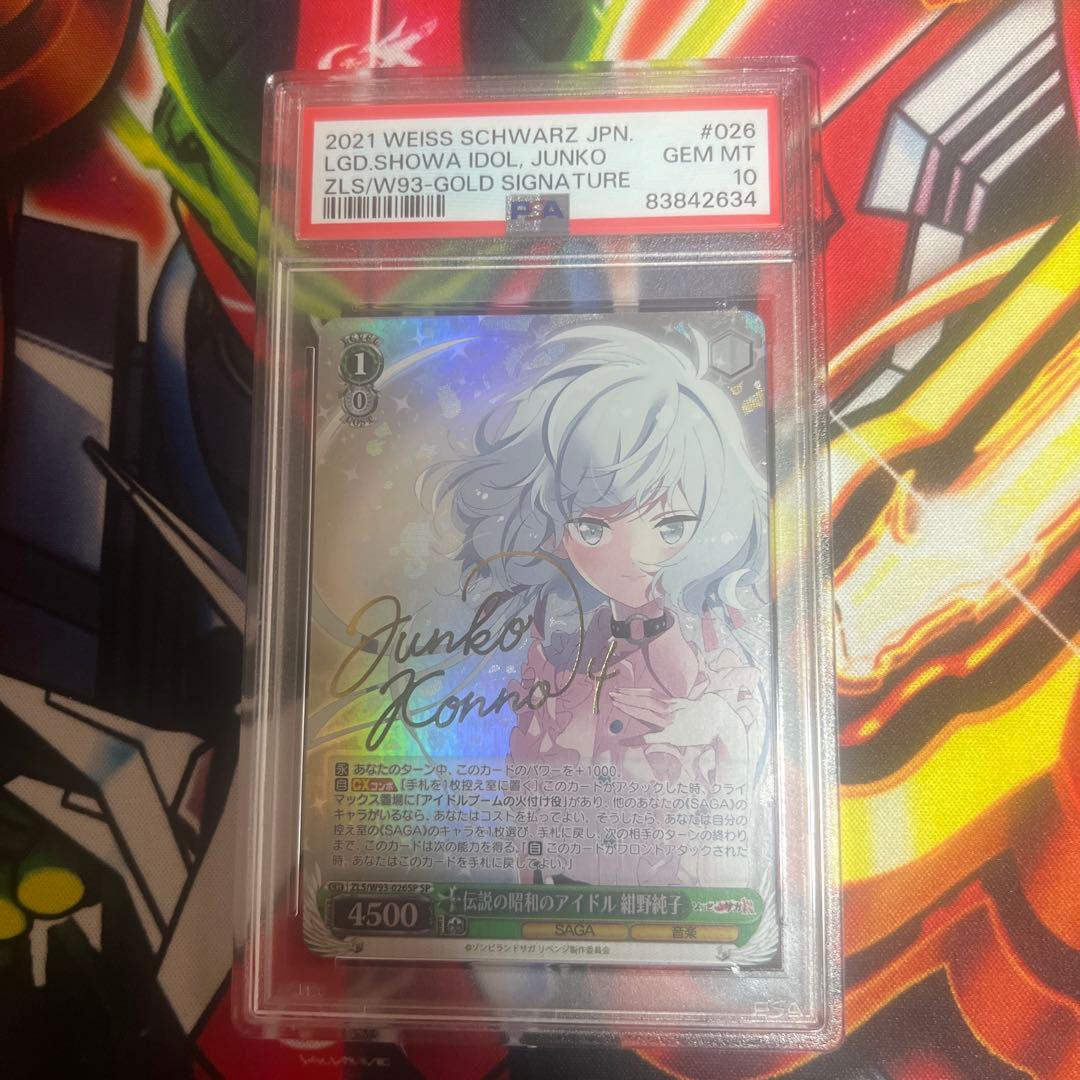 2021 WEISS SCHWARZ JPN. #026
LGD.SHOWA IDOL, JUNKO GEM MT
ZLS/W93-GOLD SIGNATURE 10
PSA 83842634
LEVEL
1
0
COST
Junko
Konno 4
永 あなたのターン中、このカードのパワーを+1000。
自 CXコンボ [手札を1枚控え室に置く] このカードがアタックした時、クライ
マックス置場に「アイドルブームの火付け役」があり、他のあなたの《SAGA》の
キャラがいるなら、あなたはコストを払ってよい。そうしたら、あなたは自分の
控え室の《SAGA》のキャラを1枚選び、手札に戻し、次の相手のターンの終わり
まで、このカードは次の能力を得る。「自 このカードがフロントアタックされた
時、あなたはこのカードを手札に戻してよい。」
CH ZLS/W93-026SP SP 伝説の昭和のアイドル 紺野純子
4500 1 SAGA 音楽
©ゾンビランドサガ リベンジ製作委員会
PSA